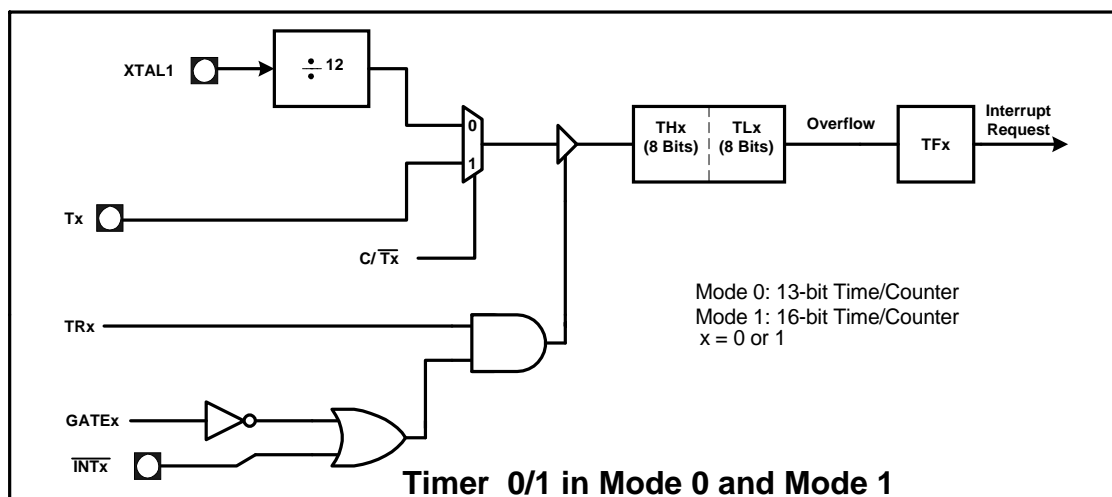 XTAL1
÷ 12
0
1
THx
(8 Bits)
TLx
(8 Bits)
Overflow
TFx
Interrupt
Request
Tx
C/T̅x̅
Mode 0: 13-bit Time/Counter
Mode 1: 16-bit Time/Counter
x = 0 or 1
TRx
GATEx
I̅N̅T̅x̅
Timer 0/1 in Mode 0 and Mode 1